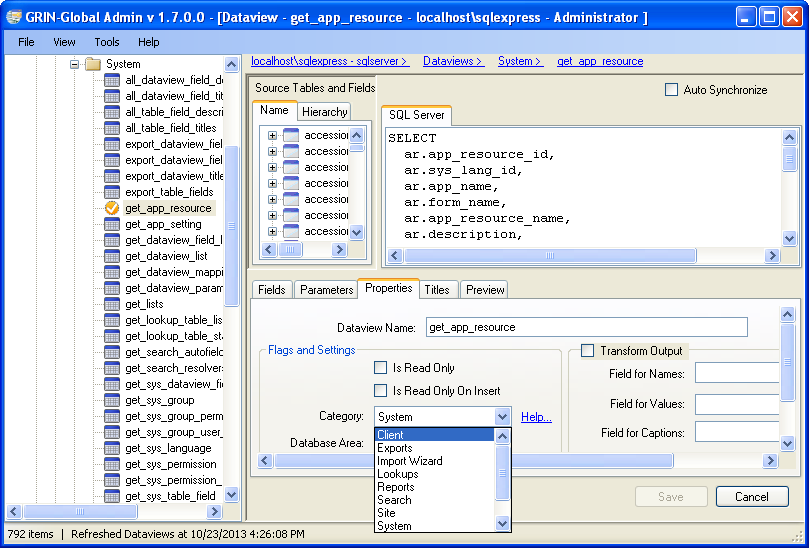 GRIN-Global Admin v 1.7.0.0 - [Dataview - get_app_resource - localhost\sqlexpress - Administrator ]
File View Tools Help
System
all_dataview_field_de
all_dataview_field_titl
all_table_field_descri
all_table_field_titles
export_dataview_fiel
export_dataview_fiel
export_dataview_title
export_table_fields
get_app_resource
get_app_setting
get_dataview_field_l
get_dataview_list
get_dataview_mappi
get_dataview_param
get_lists
get_lookup_table_lis
get_lookup_table_sta
get_search_autofield
get_search_resolvers
get_sys_dataview_fi
get_sys_group
get_sys_group_perm
get_sys_group_user_
get_sys_language
get_sys_permission
get_sys_permission_
get_sys_table_field
localhost\sqlexpress - sqlserver > Dataviews > System > get_app_resource
Source Tables and Fields
Auto Synchronize
Name Hierarchy
accession
accession
accession
accession
accession
accession
accession
SQL Server
SELECT
ar.app_resource_id,
ar.sys_lang_id,
ar.app_name,
ar.form_name,
ar.app_resource_name,
ar.description,
Fields Parameters Properties Titles Preview
Dataview Name: get_app_resource
Flags and Settings
Is Read Only
Is Read Only On Insert
Category: System Help...
Database Area:
Client
Exports
Import Wizard
Lookups
Reports
Search
Site
System
Transform Output
Field for Names:
Field for Values:
Field for Captions:
Save Cancel
792 items | Refreshed Dataviews at 10/23/2013 4:26:08 PM